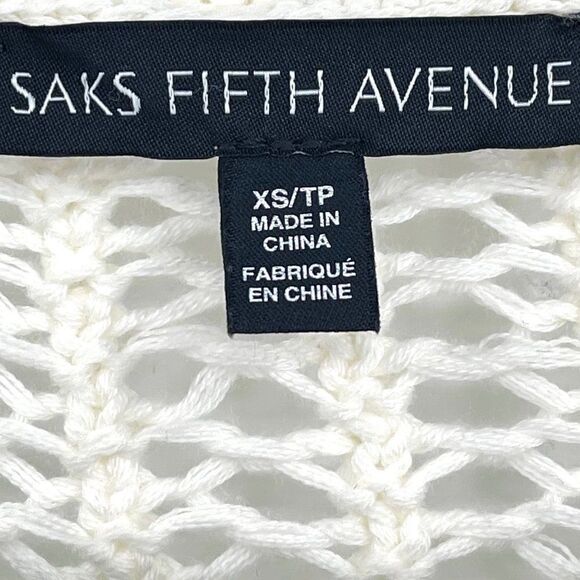 SAKS FIFTH AVENUE
XS/TP
MADE IN
CHINA
FABRIQUÉ
EN CHINE